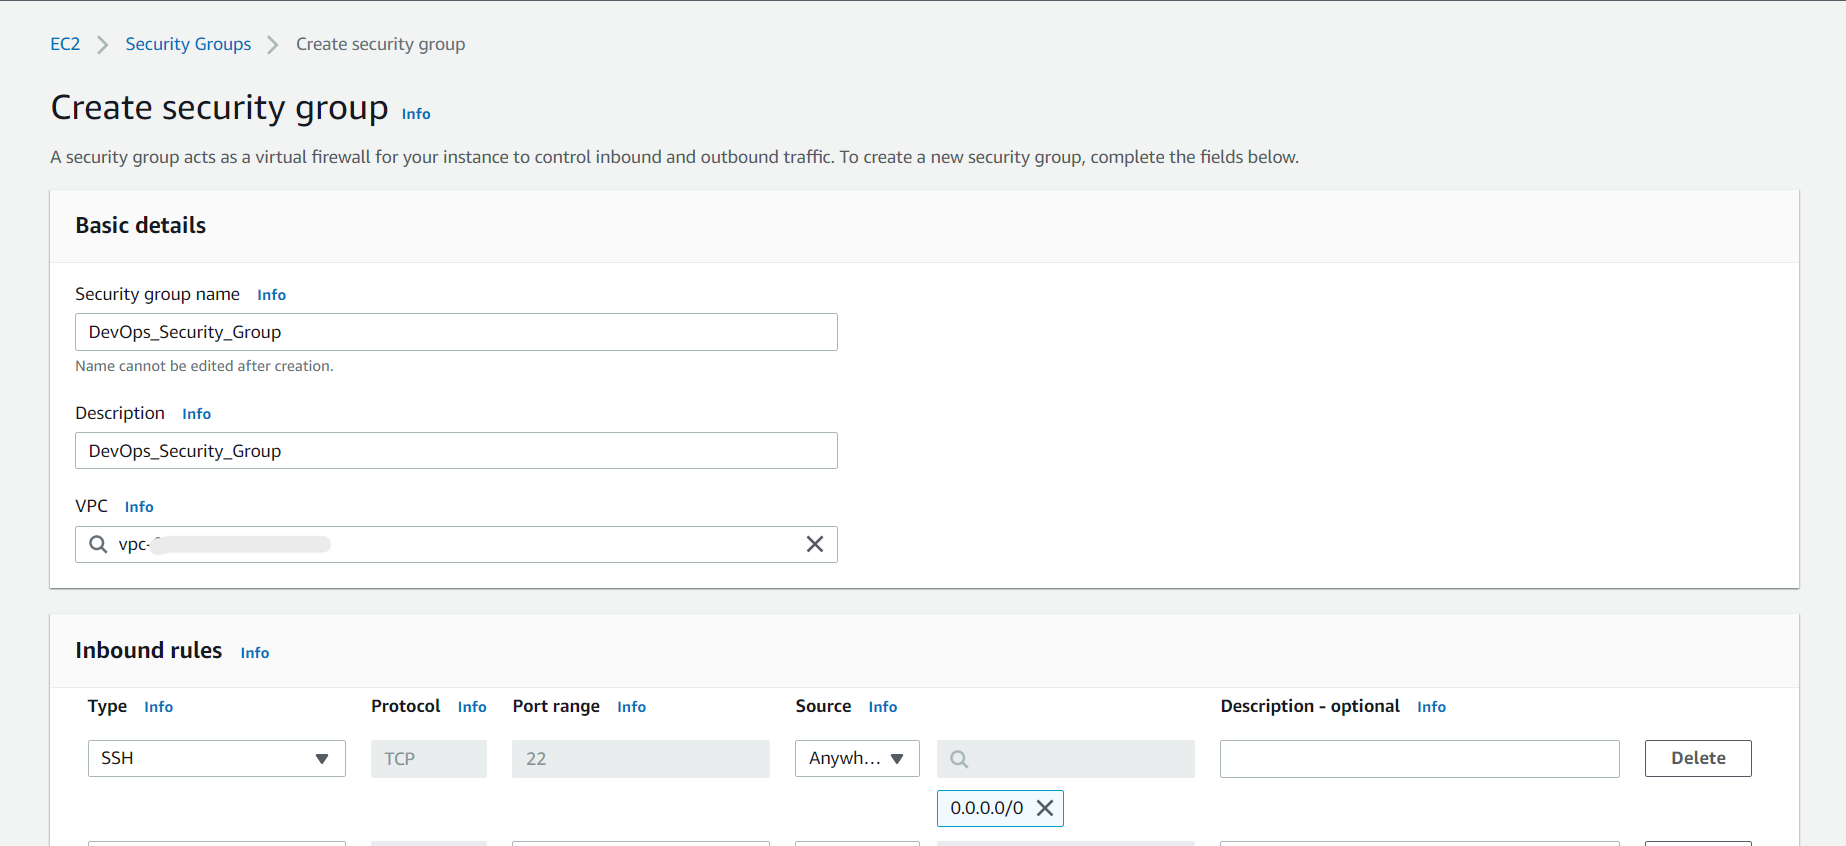 EC2 > Security Groups > Create security group
Create security group Info
A security group acts as a virtual firewall for your instance to control inbound and outbound traffic. To create a new security group, complete the fields below.
Basic details
Security group name Info
DevOps_Security_Group
Name cannot be edited after creation.
Description Info
DevOps_Security_Group
VPC Info
vpc-
Inbound rules Info
Type Info Protocol Info Port range Info Source Info Description - optional Info
SSH TCP 22 Anywh... Delete
0.0.0.0/0